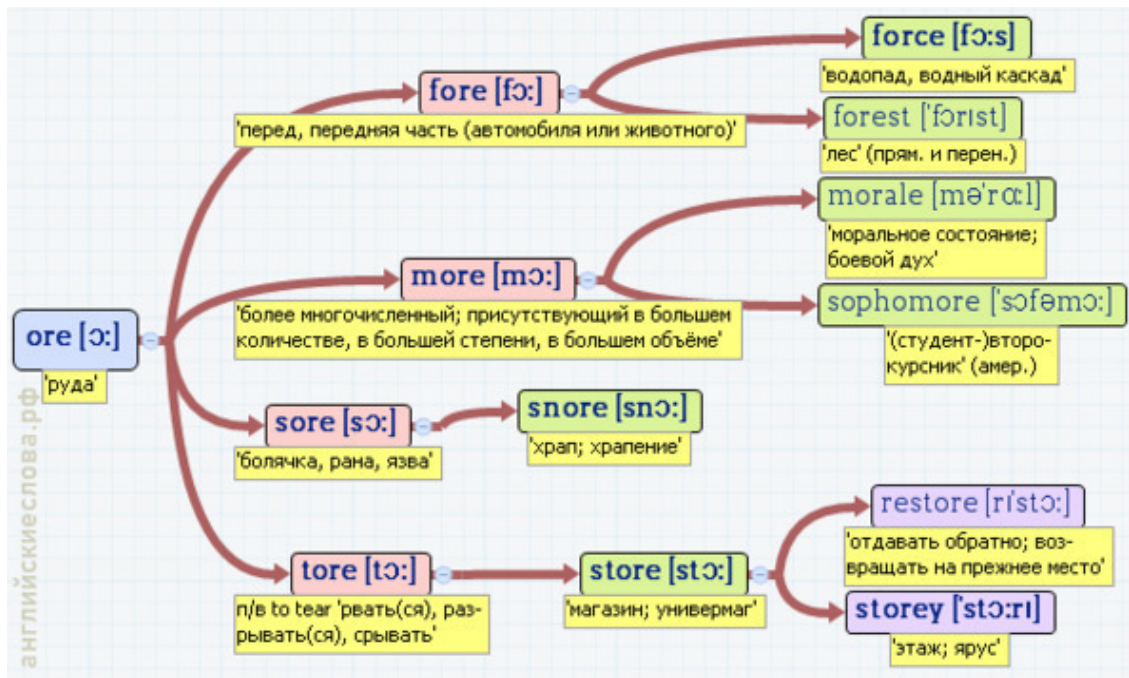 force [fɔ:s]
'водопад, водный каскад'
fore [fɔ:]
'перед, передняя часть (автомобиля или животного)'
forest ['fɔrɪst]
'лес' (прям. и перен.)
morale [mə'rɑ:l]
'моральное состояние;
боевой дух'
more [mɔ:]
'более многочисленный; присутствующий в большем
количестве, в большей степени, в большем объёме'
sophomore ['sɔfəmɔ:]
'(студент-)второ-
курсник' (амер.)
ore [ɔ:]
'руда'
sore [sɔ:]
'болячка, рана, язва'
snore [snɔ:]
'храп; храпение'
tore [tɔ:]
п/в to tear 'рвать(ся), раз-
рывать(ся), срывать'
store [stɔ:]
'магазин; универмаг'
restore [rɪ'stɔ:]
'отдавать обратно; воз-
вращать на прежнее место'
storey ['stɔ:rɪ]
'этаж; ярус'
английскиеслова.рф